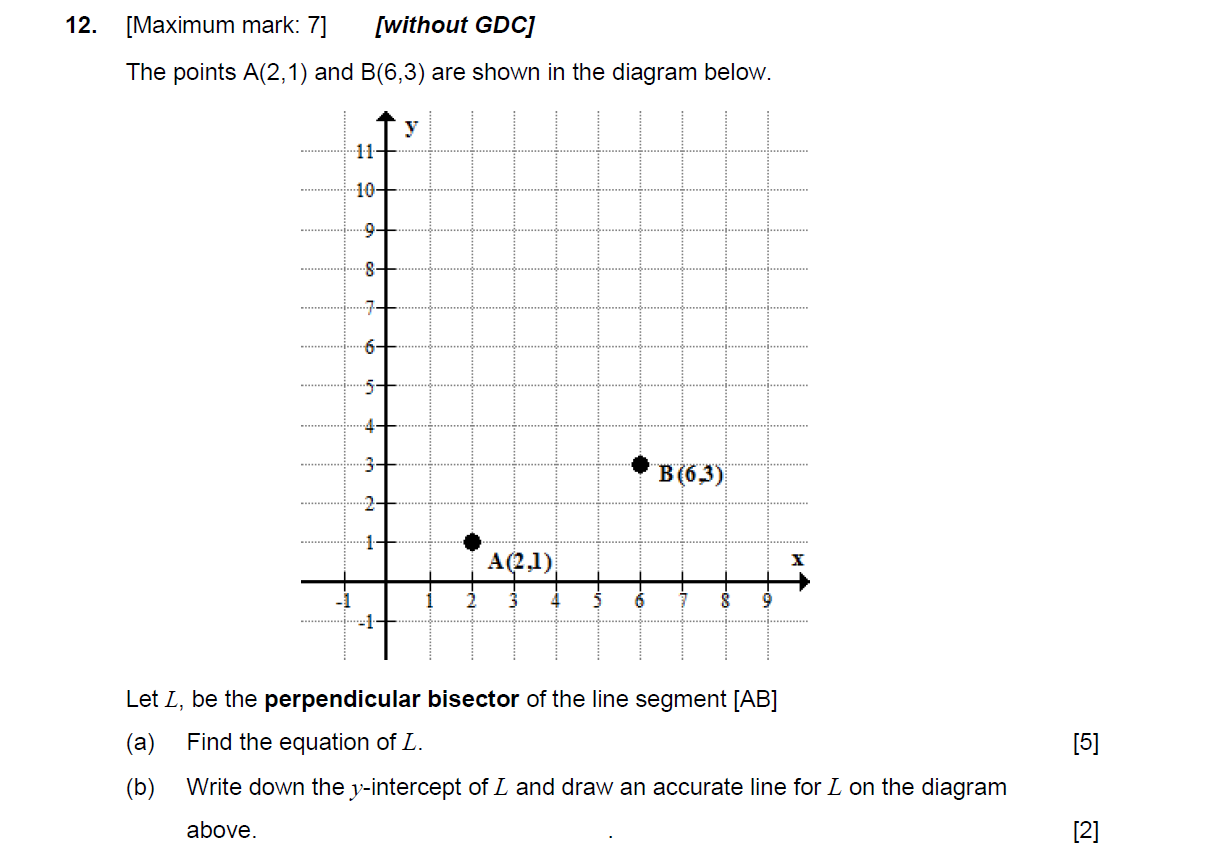 12. [Maximum mark: 7] [without GDC]
The points A(2,1) and B(6,3) are shown in the diagram below.
y
11
10
9
8
7
6
5
4
3
B(6,3)
2
1
A(2,1)
x
-1 1 2 3 4 5 6 7 8 9
-1
Let L, be the perpendicular bisector of the line segment [AB]
(a) Find the equation of L. [5]
(b) Write down the y-intercept of L and draw an accurate line for L on the diagram
above. . [2]